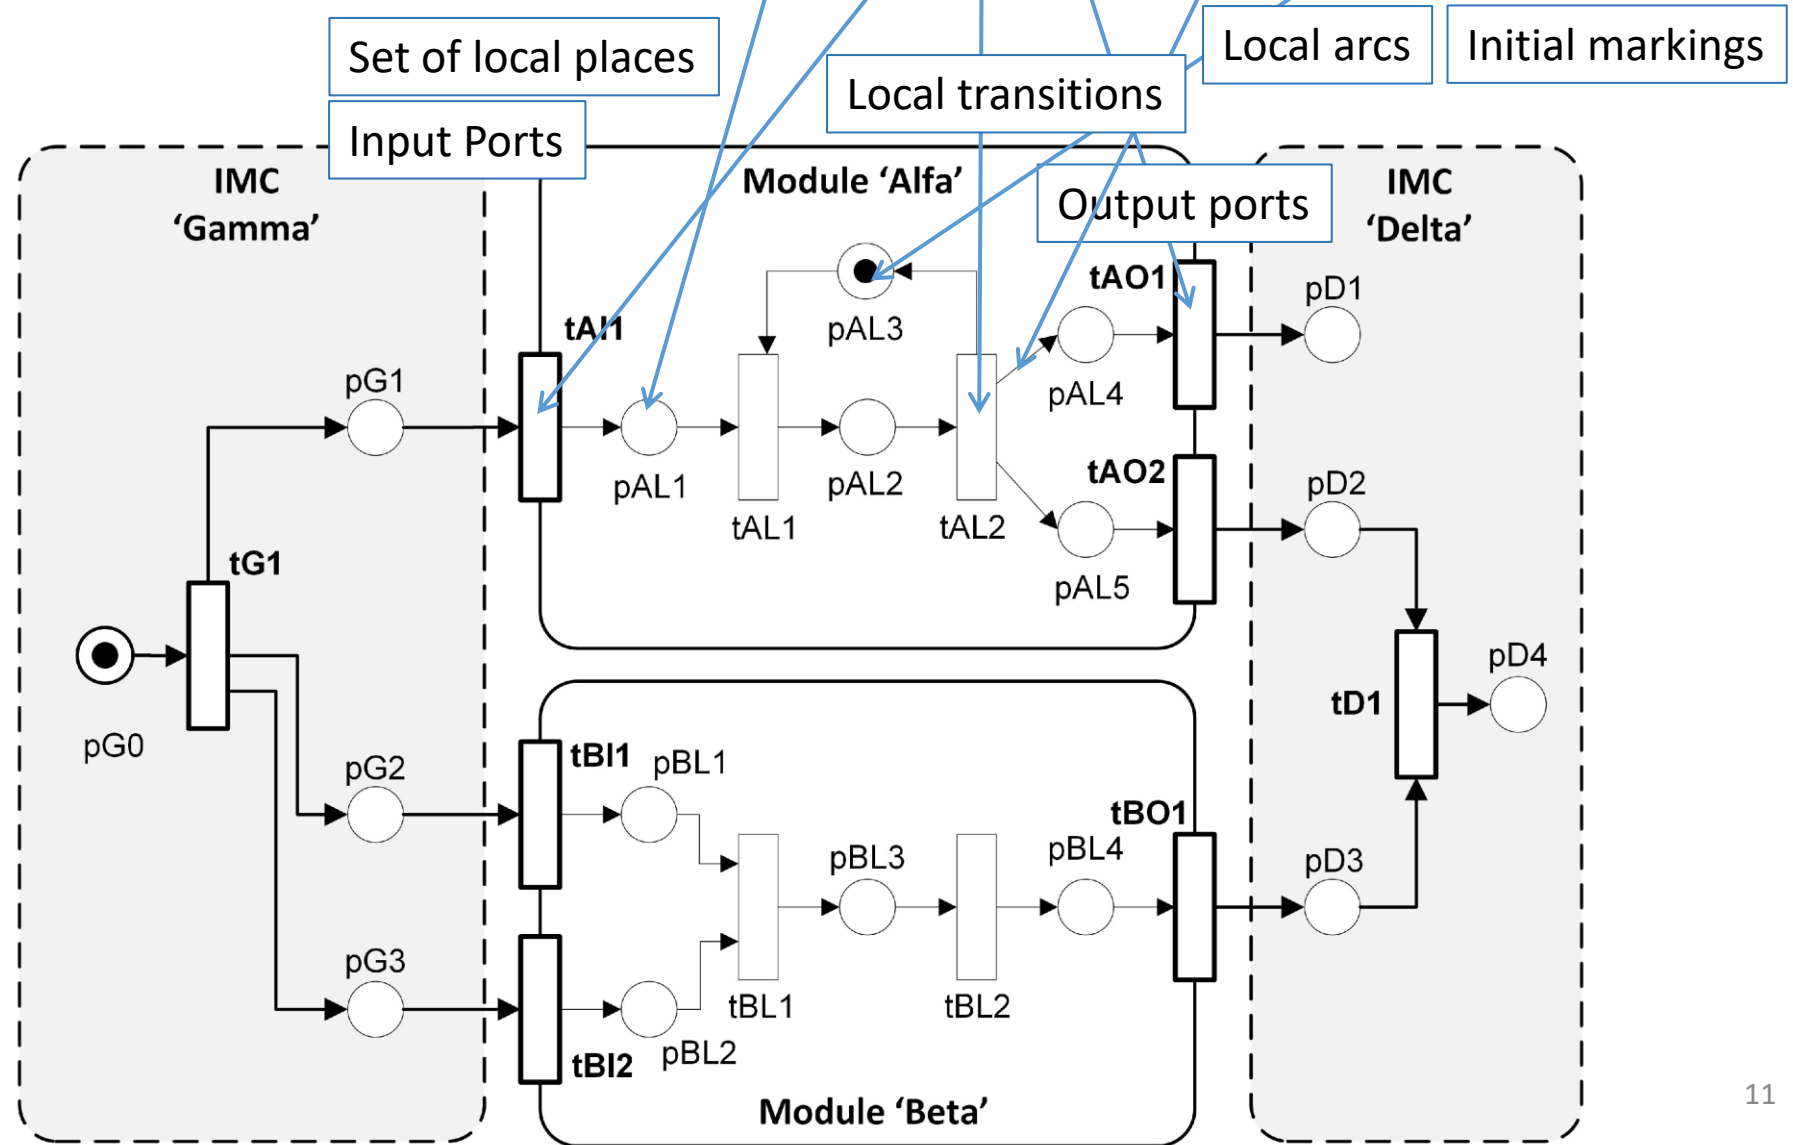 Set of local places
Local arcs
Initial markings
Local transitions
Input Ports
IMC
‘Gamma’
Module ‘Alfa’
Output ports
IMC
‘Delta’
tAO1
pD1
tAI1
pAL3
pG1
pAL4
tAO2
pD2
pAL1
pAL2
tAL1
tAL2
tG1
pAL5
pD4
tD1
pG0
tBI1
pBL1
pG2
tBO1
pBL3
pBL4
pD3
pG3
tBL1
tBL2
tBI2
pBL2
Module ‘Beta’
11